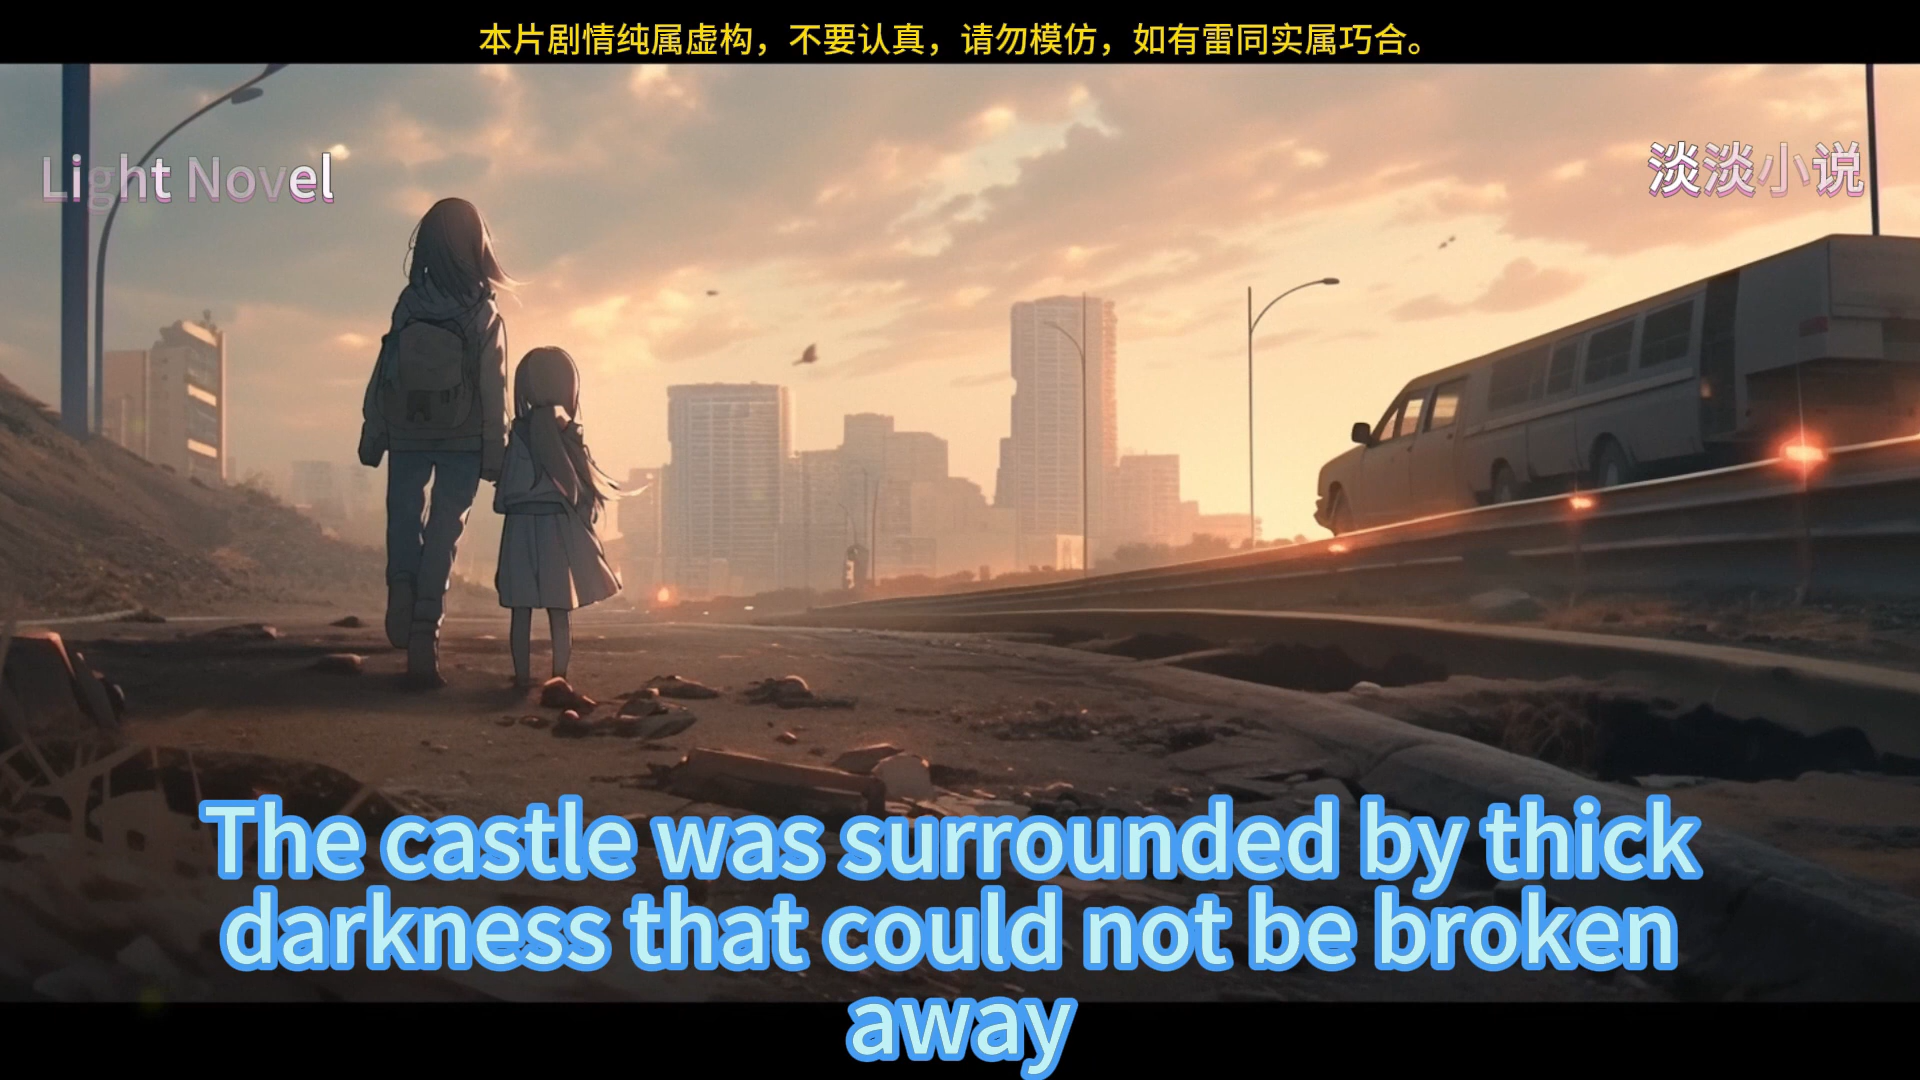 本片剧情纯属虚构，不要认真，请勿模仿，如有雷同实属巧合。
Light Novel
淡淡小说
The castle was surrounded by thick
darkness that could not be broken
away